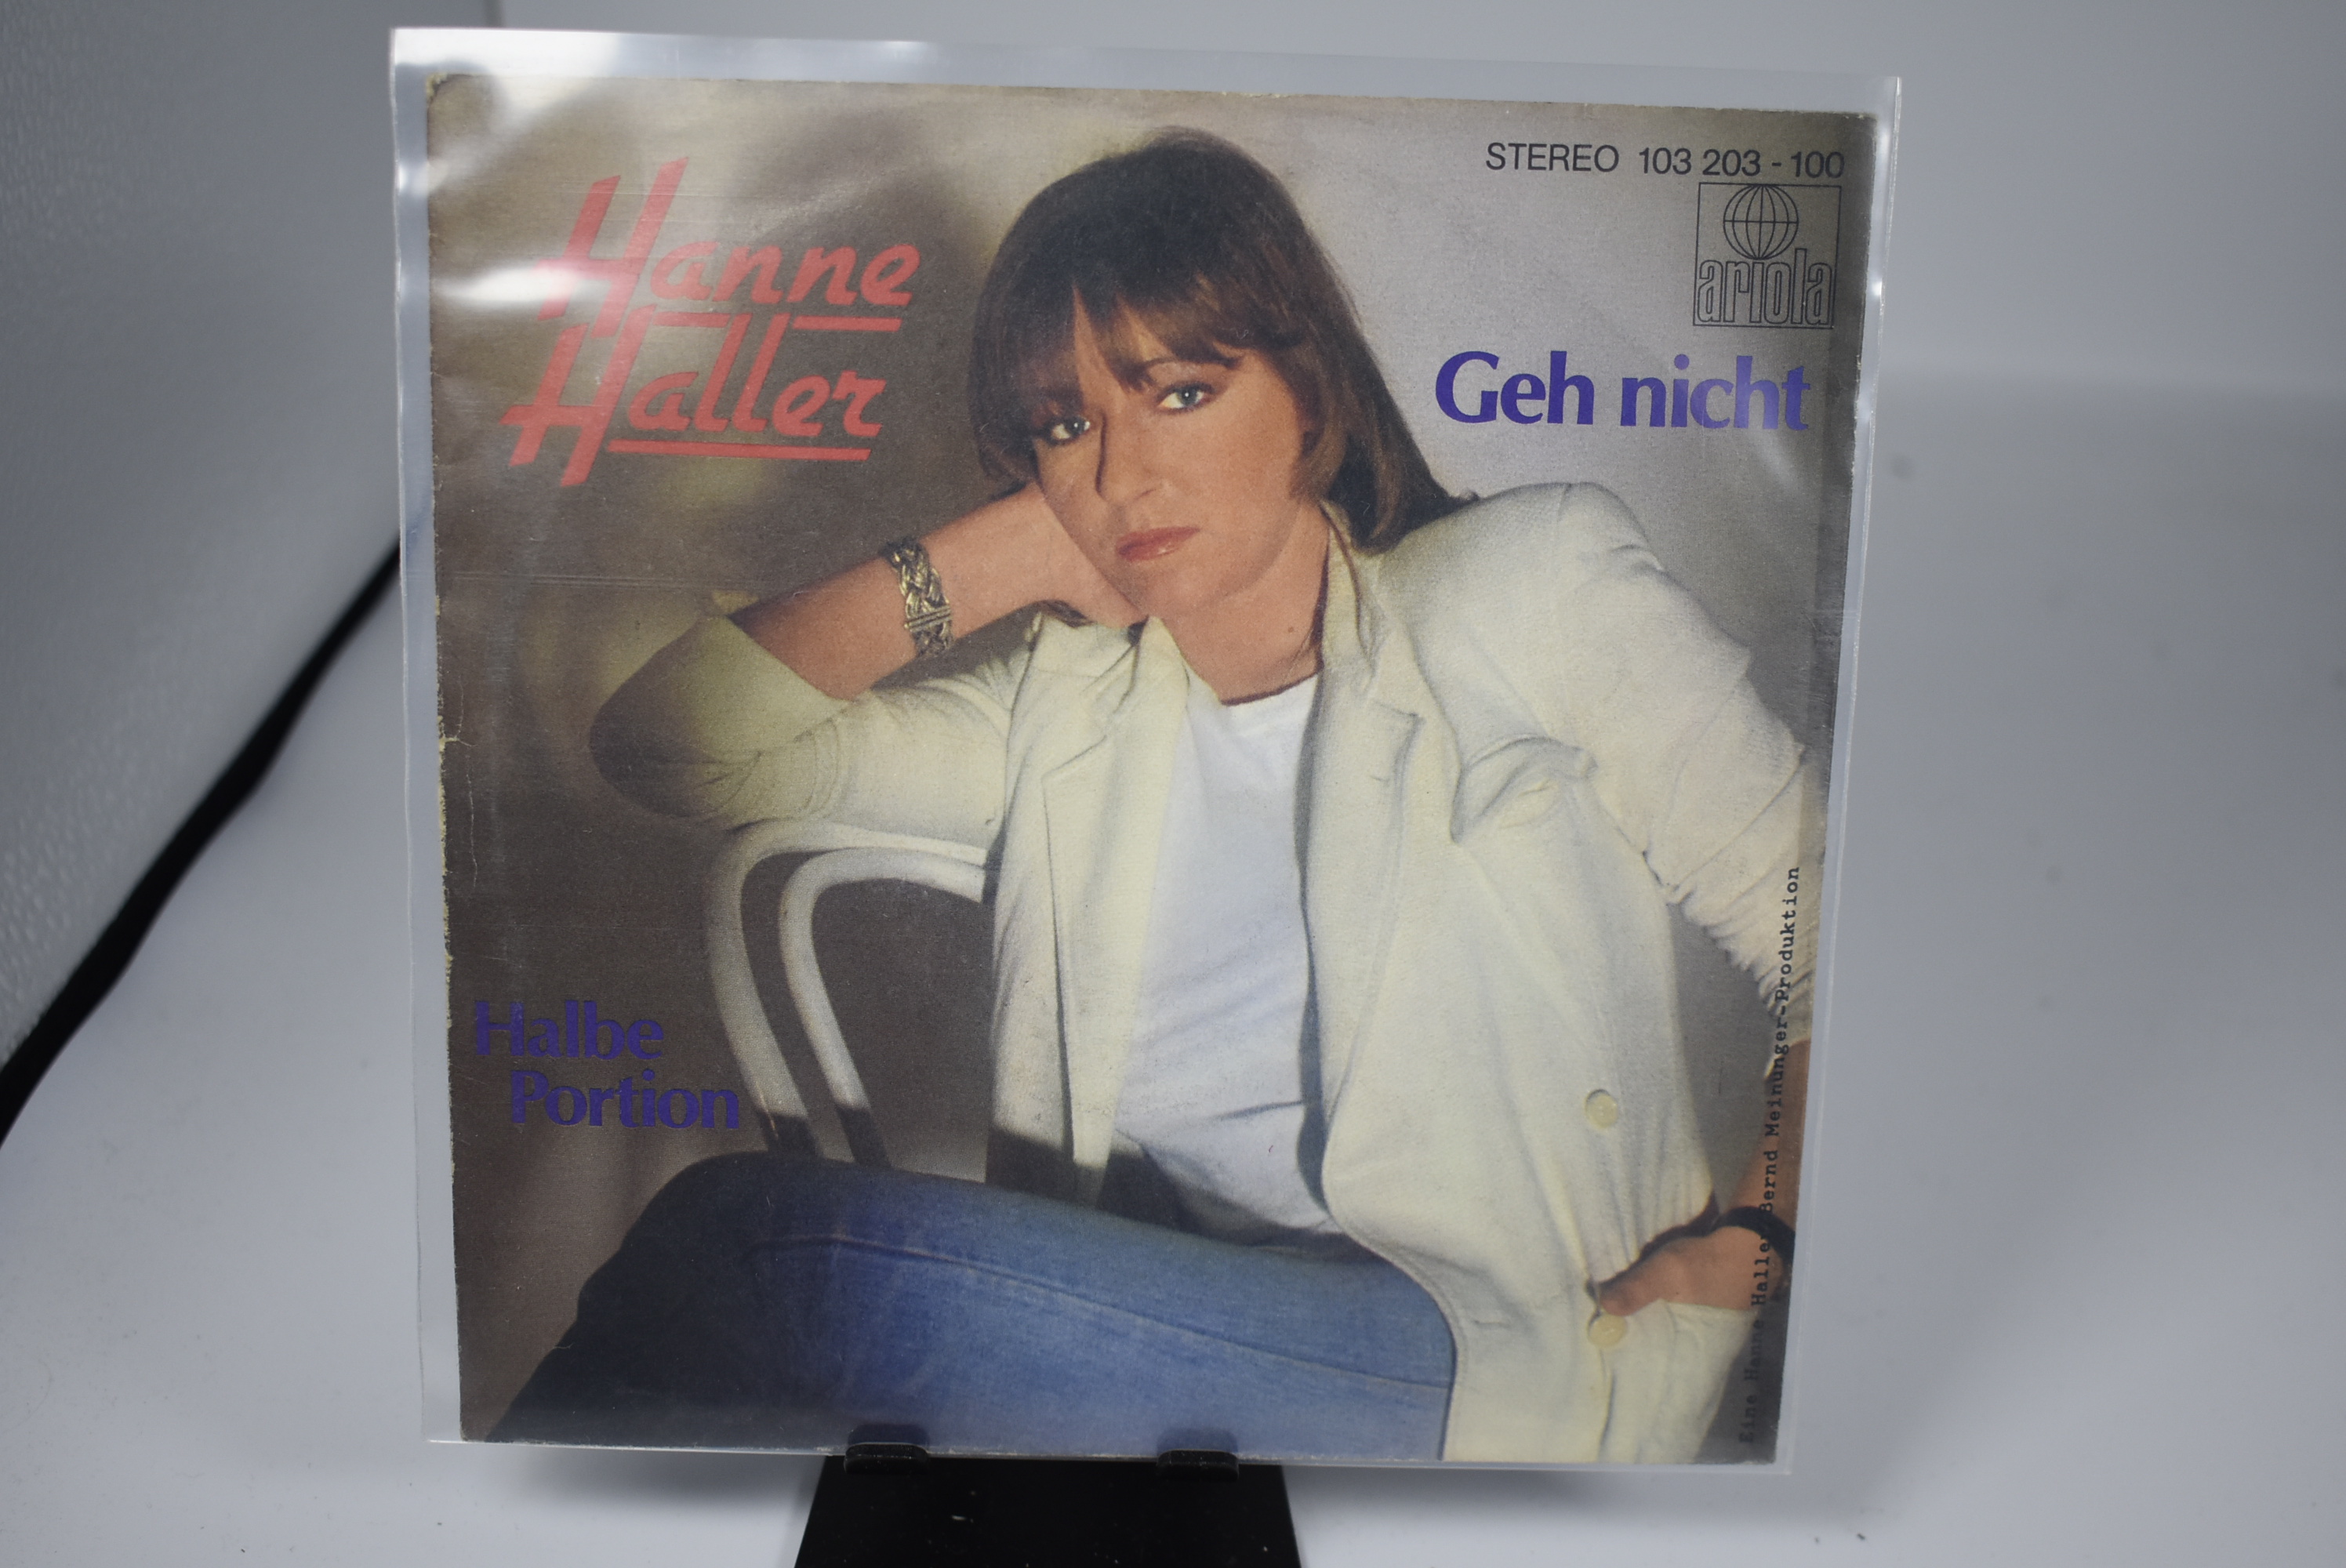 STEREO 103 203 - 100
ariola
Hanne
Haller
Geh nicht
Halbe
Portion
Eine Hanne Haller-Bernd Meinunger-Produktion